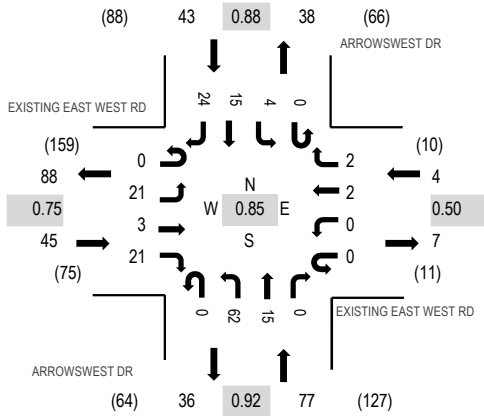 (88) 43 0.88 38 (66)
ARROWSWEST DR
24 15 4 0
EXISTING EAST WEST RD
(159) 0 2 (10)
88 21 N 2 4
0.75 W 0.85 E 0.50
45 3 S 0 7
(75) 21 0 (11)
0 62 15 0
EXISTING EAST WEST RD
ARROWSWEST DR
(64) 36 0.92 77 (127)